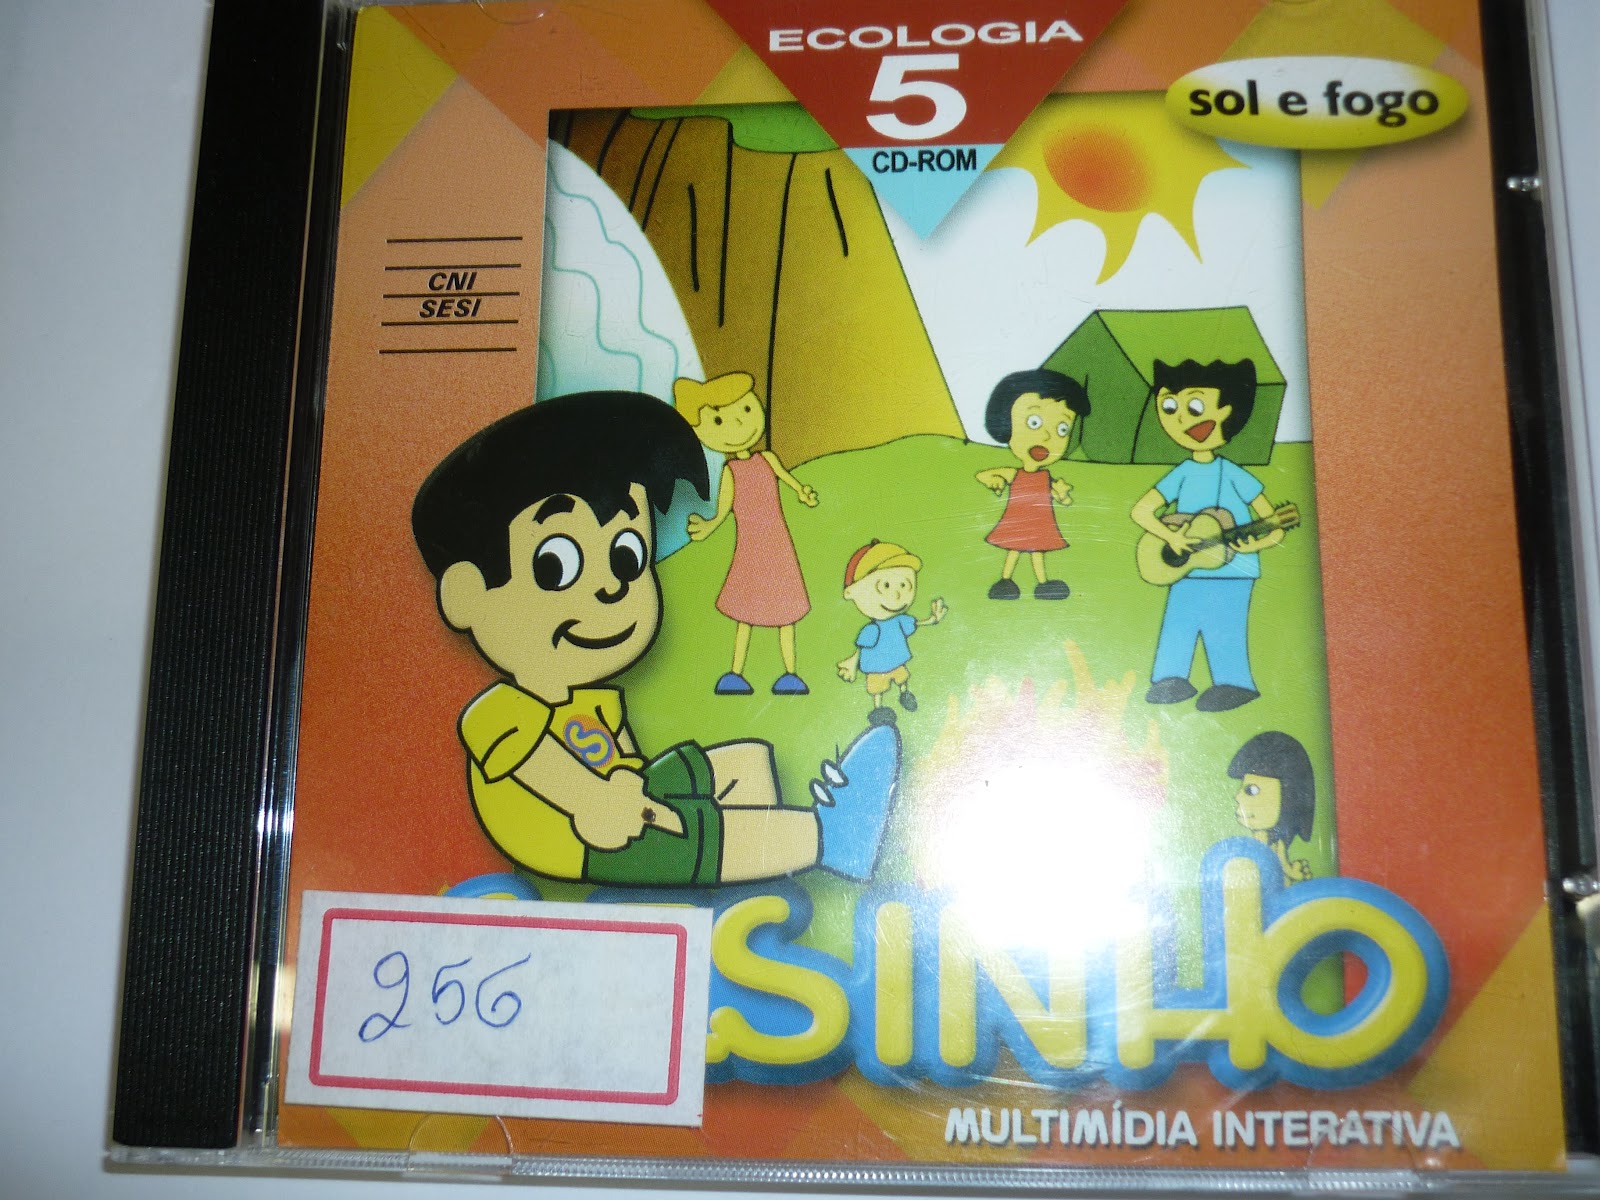 ECOLOGIA
5
CD-ROM
sol e fogo
CNI
SESI
S
256
SINHO
MULTIMÍDIA INTERATIVA